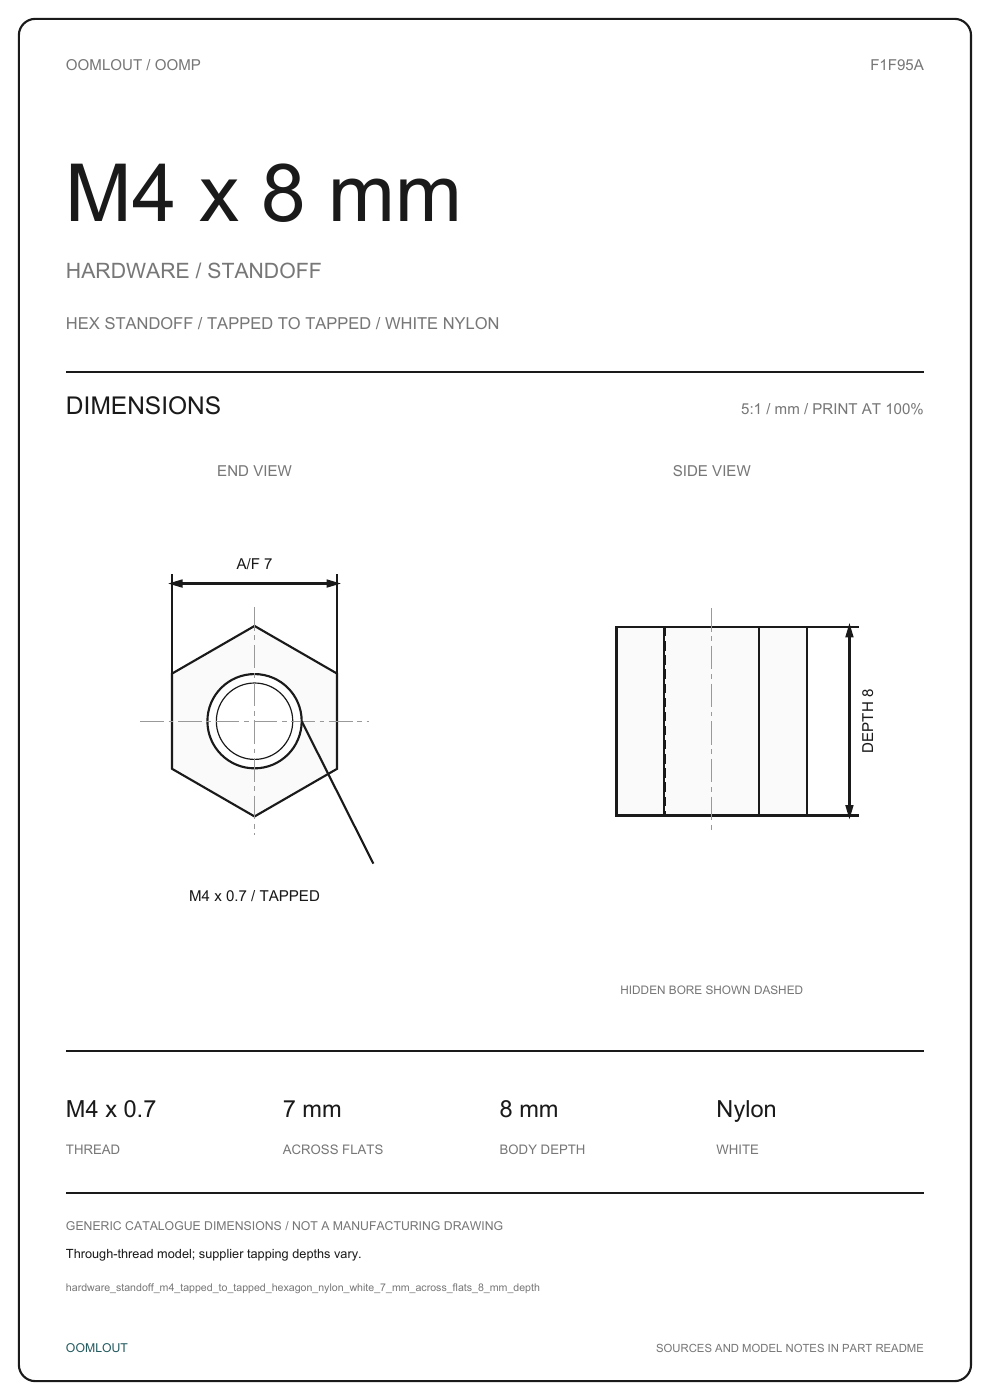 OOMLOUT / OOMP
F1F95A
M4 x 8 mm
HARDWARE / STANDOFF
HEX STANDOFF / TAPPED TO TAPPED / WHITE NYLON
DIMENSIONS
5:1 / mm / PRINT AT 100%
END VIEW
SIDE VIEW
A/F 7
DEPTH 8
M4 x 0.7 / TAPPED
HIDDEN BORE SHOWN DASHED
M4 x 0.7
7 mm
8 mm
Nylon
THREAD
ACROSS FLATS
BODY DEPTH
WHITE
GENERIC CATALOGUE DIMENSIONS / NOT A MANUFACTURING DRAWING
Through-thread model; supplier tapping depths vary.
hardware_standoff_m4_tapped_to_tapped_hexagon_nylon_white_7_mm_across_flats_8_mm_depth
OOMLOUT
SOURCES AND MODEL NOTES IN PART README